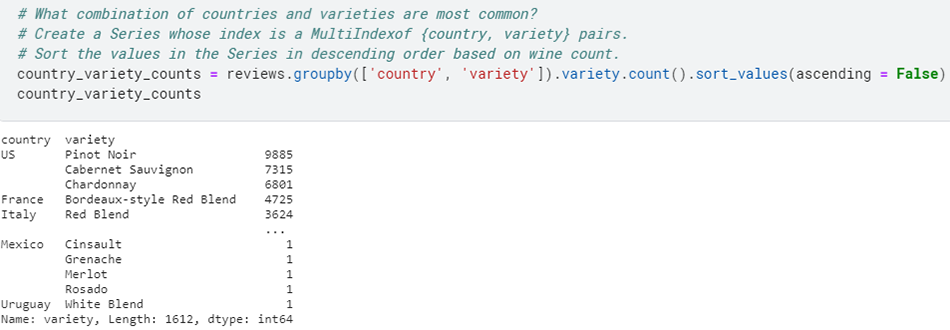 # What combination of countries and varieties are most common?
# Create a Series whose index is a MultiIndexof {country, variety} pairs.
# Sort the values in the Series in descending order based on wine count.
country_variety_counts = reviews.groupby(['country', 'variety']).variety.count().sort_values(ascending = False)
country_variety_counts
country  variety
US       Pinot Noir                  9885
         Cabernet Sauvignon          7315
         Chardonnay                  6801
France   Bordeaux-style Red Blend    4725
Italy    Red Blend                   3624
                                     ...
Mexico   Cinsault                       1
         Grenache                       1
         Merlot                         1
         Rosado                         1
Uruguay  White Blend                    1
Name: variety, Length: 1612, dtype: int64